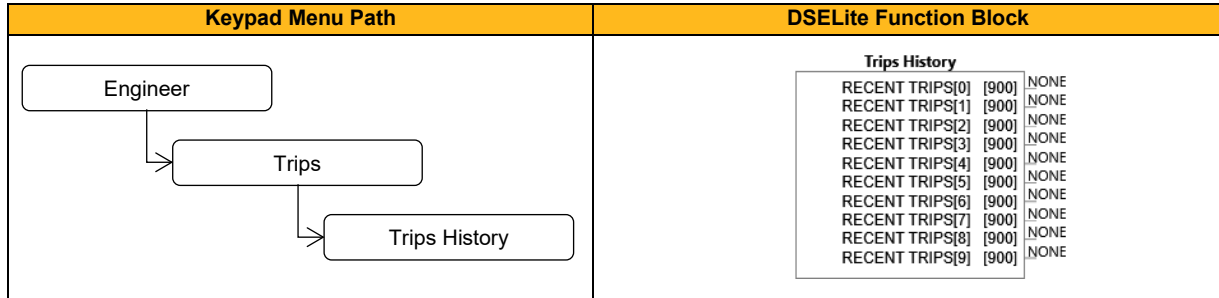 Keypad Menu Path
DSELite Function Block
Engineer
Trips
Trips History
Trips History
RECENT TRIPS[0] [900] NONE
RECENT TRIPS[1] [900] NONE
RECENT TRIPS[2] [900] NONE
RECENT TRIPS[3] [900] NONE
RECENT TRIPS[4] [900] NONE
RECENT TRIPS[5] [900] NONE
RECENT TRIPS[6] [900] NONE
RECENT TRIPS[7] [900] NONE
RECENT TRIPS[8] [900] NONE
RECENT TRIPS[9] [900] NONE